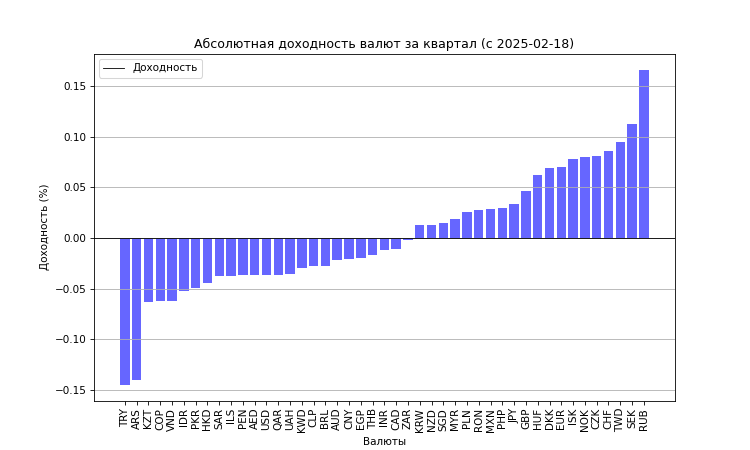 Абсолютная доходность валют за квартал (с 2025-02-18)
Доходность
0.15
0.10
0.05
0.00
−0.05
−0.10
−0.15
Доходность (%)
TRY ARS KZT COP VND IDR PKR HKD SAR ILS PEN AED USD QAR UAH KWD CLP BRL AUD CNY EGP THB INR CAD ZAR KRW NZD SGD MYR PLN RON MXN PHP JPY GBP HUF DKK EUR ISK NOK CZK CHF TWD SEK RUB
Валюты